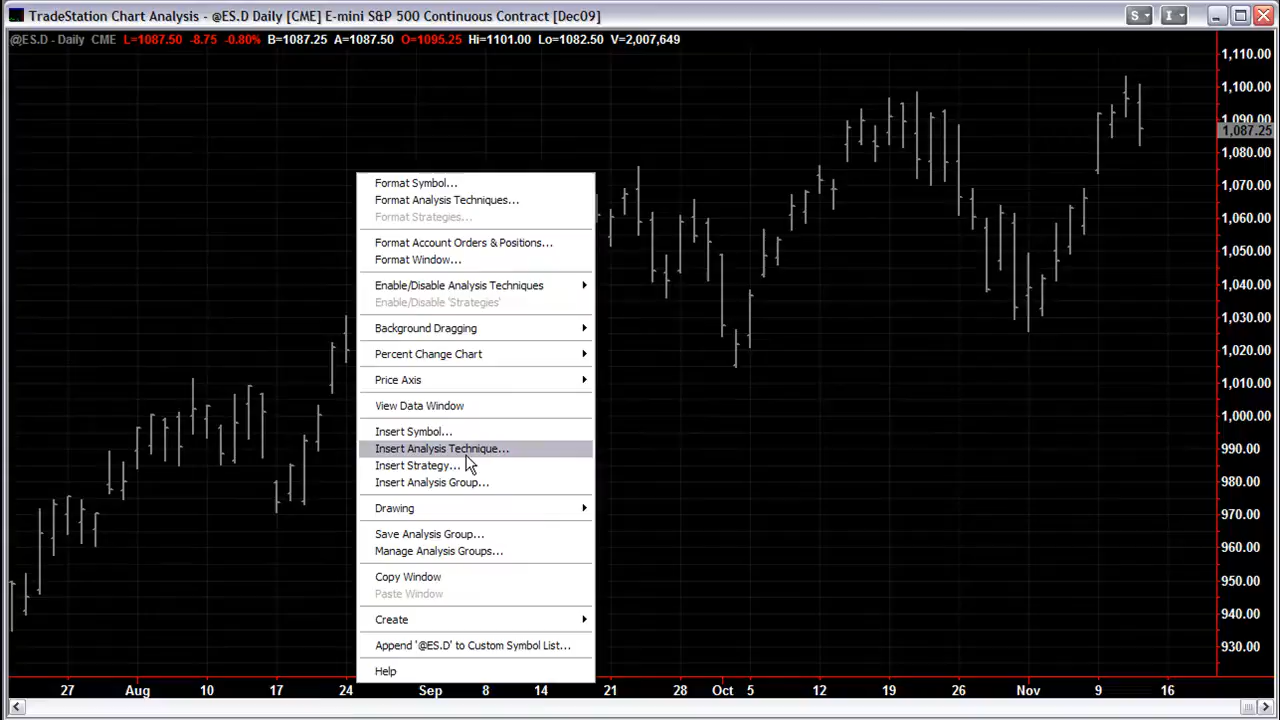 TradeStation Chart Analysis - @ES.D Daily [CME] E-mini S&P 500 Continuous Contract [Dec09]
S
I
@ES.D - Daily CME L=1087.50 -8.75 -0.80% B=1087.25 A=1087.50 O=1095.25 Hi=1101.00 Lo=1082.50 V=2,007,649
1,110.00
1,100.00
1,090.00
1,087.25
1,080.00
1,070.00
1,060.00
1,050.00
1,040.00
1,030.00
1,020.00
1,010.00
1,000.00
990.00
980.00
970.00
960.00
950.00
940.00
930.00
Format Symbol...
Format Analysis Techniques...
Format Strategies...
Format Account Orders & Positions...
Format Window...
Enable/Disable Analysis Techniques
Enable/Disable 'Strategies'
Background Dragging
Percent Change Chart
Price Axis
View Data Window
Insert Symbol...
Insert Analysis Technique...
Insert Strategy...
Insert Analysis Group...
Drawing
Save Analysis Group...
Manage Analysis Groups...
Copy Window
Paste Window
Create
Append '@ES.D' to Custom Symbol List...
Help
27 Aug 10 17 24 Sep 8 14 21 28 Oct 5 12 19 26 Nov 9 16